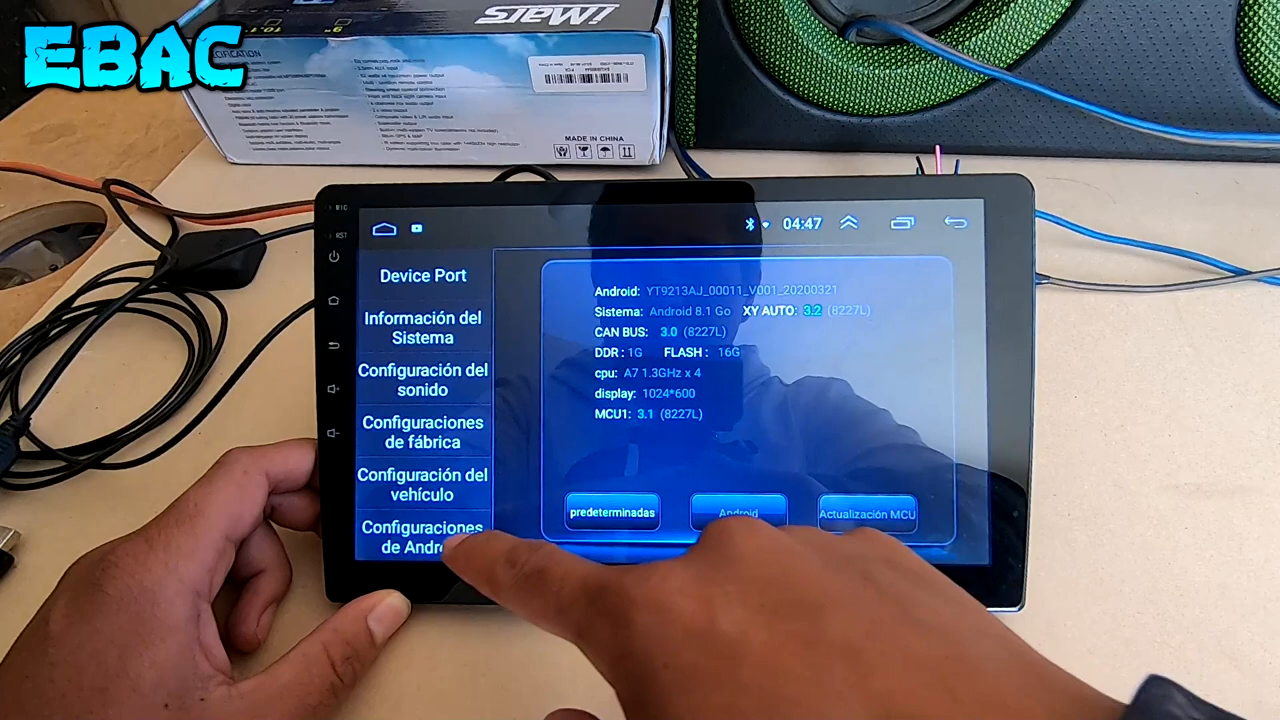 EBAC
iMars
MADE IN CHINA
MIC
RST
04:47
Device Port
Información del
Sistema
Configuración del
sonido
Configuraciones
de fábrica
Configuración del
vehículo
Configuraciones
de Andro
Android: YT9213AJ_00011_V001_20200321
Sistema: Android 8.1 Go XY AUTO: 3.2 (8227L)
CAN BUS: 3.0 (8227L)
DDR : 1G FLASH : 16G
cpu: A7 1.3GHz x 4
display: 1024*600
MCU1: 3.1 (8227L)
predeterminadas
Android
Actualización MCU